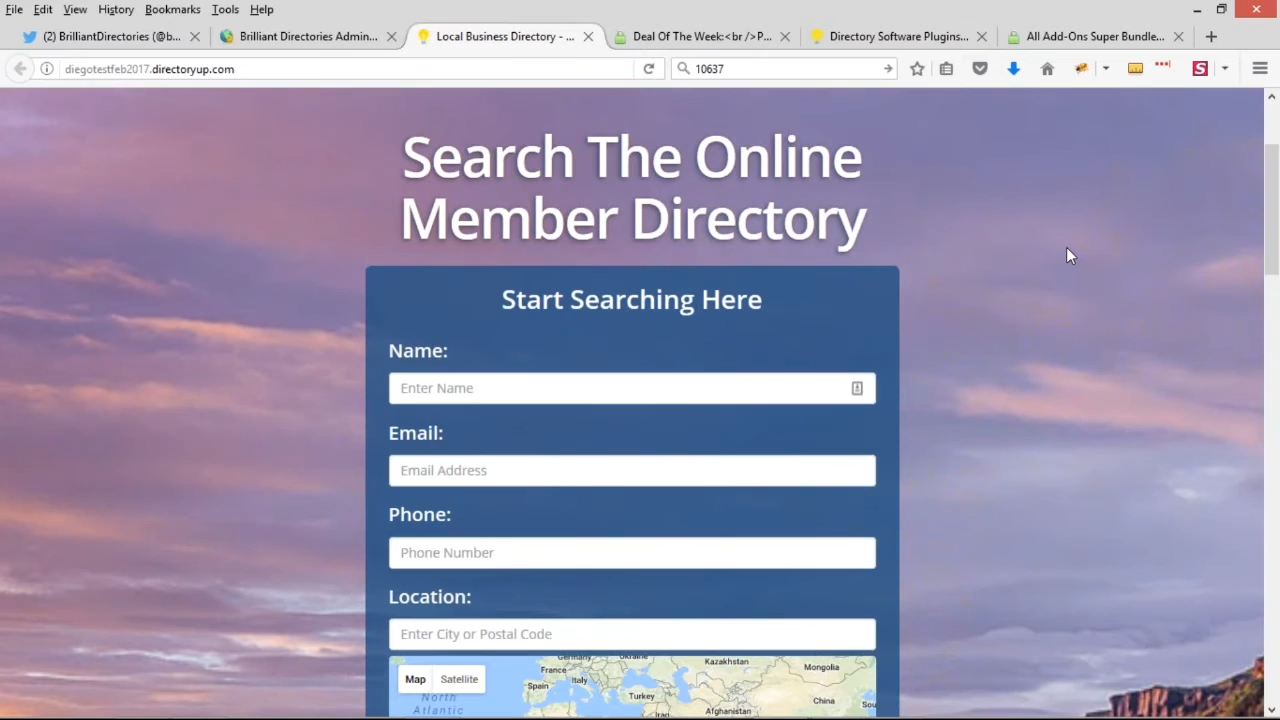 File Edit View History Bookmarks Tools Help
(2) BrilliantDirectories (@b...
Brilliant Directories Admin...
Local Business Directory - ...
Deal Of The Week:<br />P...
Directory Software Plugins...
All Add-Ons Super Bundle...
diegotestfeb2017.directoryup.com
10637
Search The Online
Member Directory
Start Searching Here
Name:
Enter Name
Email:
Email Address
Phone:
Phone Number
Location:
Enter City or Postal Code
Map Satellite
North
Atlantic
Germany
Ukraine
France
Italy
Spain
Turkey
Iraq
Kazakhstan
Afghanistan
Mongolia
China
Sou